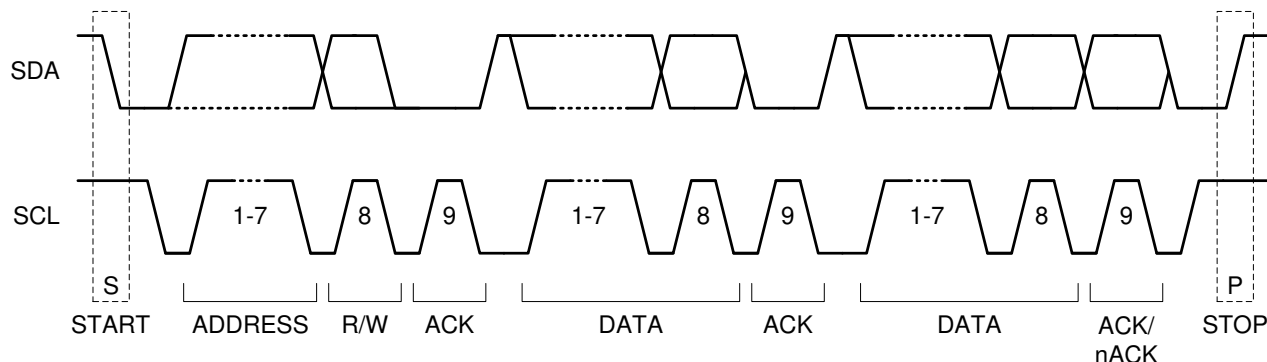 SDA
SCL
1-7 8 9 1-7 8 9 1-7 8 9
S P
START ADDRESS R/W ACK DATA ACK DATA ACK/ STOP
nACK